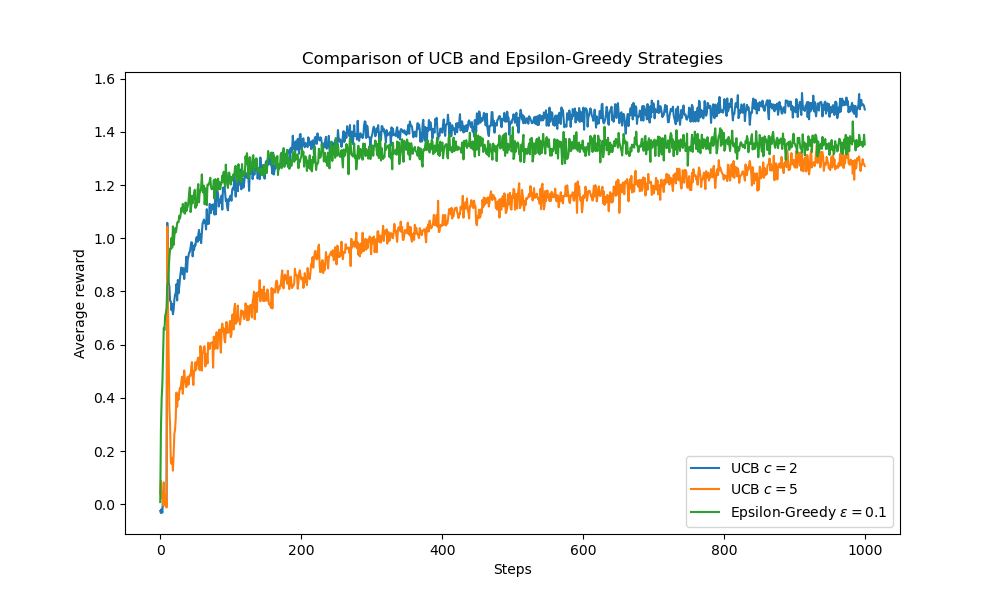 Comparison of UCB and Epsilon-Greedy Strategies
1.6
1.4
1.2
1.0
0.8
0.6
0.4
0.2
0.0
Average reward
0 200 400 600 800 1000
Steps
UCB c = 2
UCB c = 5
Epsilon-Greedy ε = 0.1